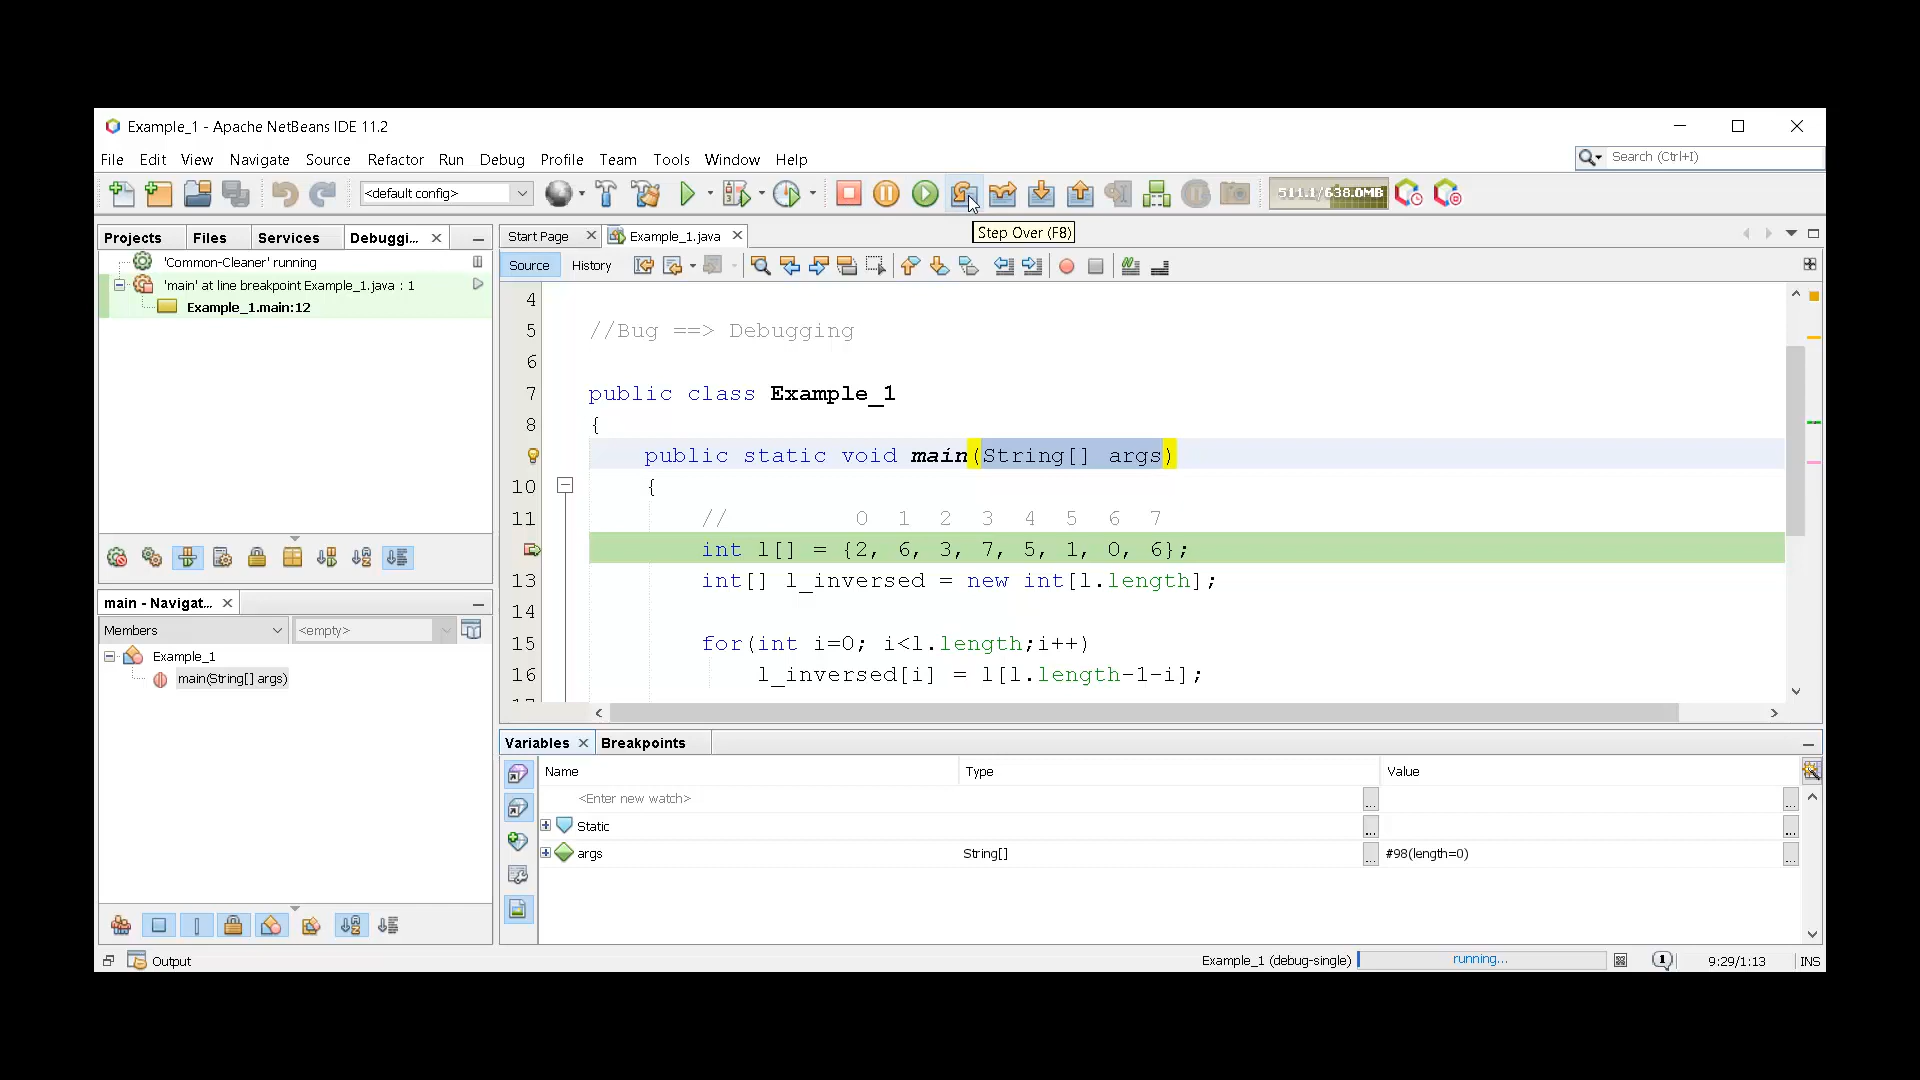 Example_1 - Apache NetBeans IDE 11.2
File Edit View Navigate Source Refactor Run Debug Profile Team Tools Window Help
Search (Ctrl+I)
<default config>
511.1/638.0MB
Step Over (F8)
Projects Files Services Debuggi...
'Common-Cleaner' running
'main' at line breakpoint Example_1.java : 1
Example_1.main:12
Start Page Example_1.java
Source History
4
5 //Bug ==> Debugging
6
7 public class Example_1
8 {
public static void main(String[] args)
10 {
11 // 0 1 2 3 4 5 6 7
int l[] = {2, 6, 3, 7, 5, 1, 0, 6};
13 int[] l_inversed = new int[l.length];
14
15 for(int i=0; i<l.length;i++)
16 l_inversed[i] = l[l.length-1-i];
main - Navigat...
Members <empty>
Example_1
main(String[] args)
Variables Breakpoints
Name Type Value
<Enter new watch> ... ...
Static ... ...
args String[] ... #98(length=0) ...
Output
Example_1 (debug-single) running... 1 9:29/1:13 INS